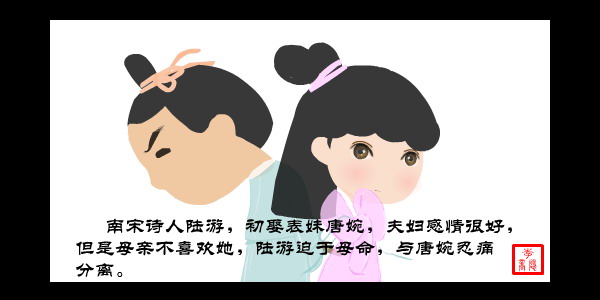 南宋诗人陆游，初娶表妹唐婉，夫妇感情很好，
但是母亲不喜欢她，陆游迫于母命，与唐婉忍痛
分离。